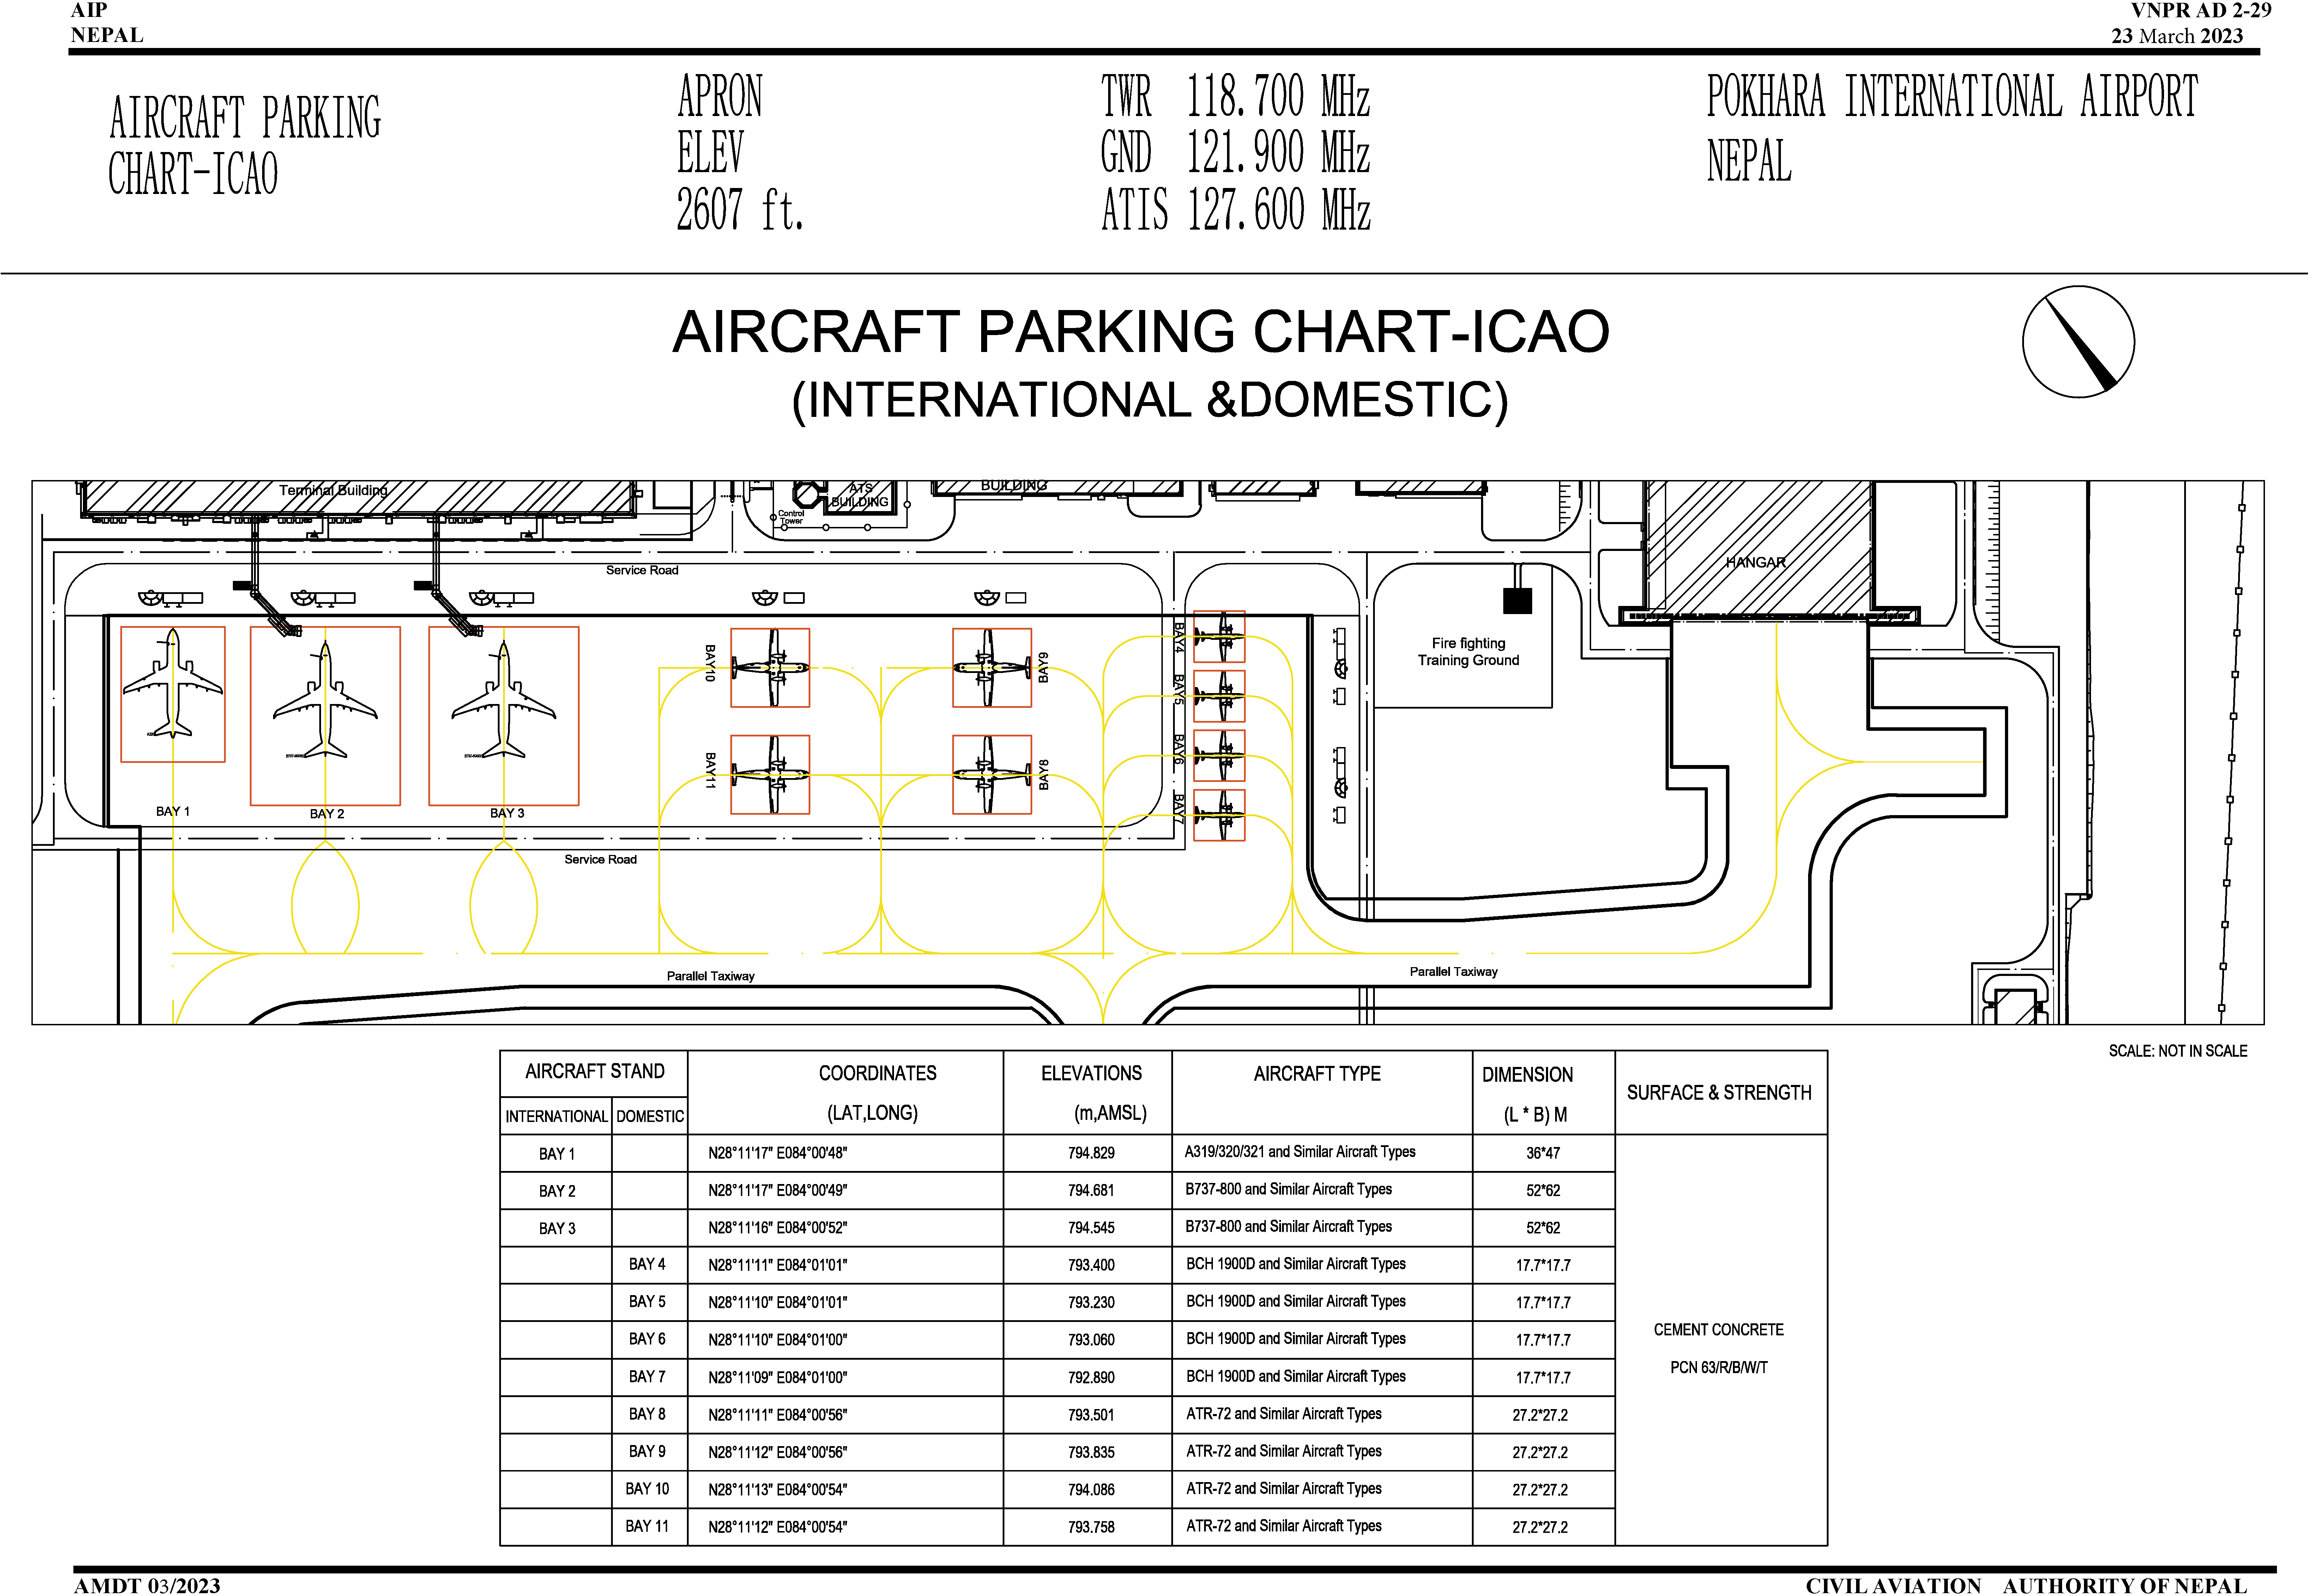 AIP
NEPAL
VNPR AD 2-29
23 March 2023
AIRCRAFT PARKING
CHART-ICAO
APRON
ELEV
2607 ft.
TWR 118.700 MHz
GND 121.900 MHz
ATIS 127.600 MHz
POKHARA INTERNATIONAL AIRPORT
NEPAL
AIRCRAFT PARKING CHART-ICAO
(INTERNATIONAL &DOMESTIC)
Terminal Building
Control
Tower
ATS
BUILDING
BUILDING
HANGAR
Service Road
Fire fighting
Training Ground
BAY 1
BAY 2
BAY 3
BAY10
BAY11
BAY9
BAY8
BAY4
BAY5
BAY6
BAY7
Service Road
Parallel Taxiway
Parallel Taxiway
SCALE: NOT IN SCALE
AIRCRAFT STAND COORDINATES (LAT,LONG) ELEVATIONS (m,AMSL) AIRCRAFT TYPE DIMENSION (L * B) M SURFACE & STRENGTH
INTERNATIONAL DOMESTIC
BAY 1 N28°11'17" E084°00'48" 794.829 A319/320/321 and Similar Aircraft Types 36*47
BAY 2 N28°11'17" E084°00'49" 794.681 B737-800 and Similar Aircraft Types 52*62
BAY 3 N28°11'16" E084°00'52" 794.545 B737-800 and Similar Aircraft Types 52*62
BAY 4 N28°11'11" E084°01'01" 793.400 BCH 1900D and Similar Aircraft Types 17.7*17.7
BAY 5 N28°11'10" E084°01'01" 793.230 BCH 1900D and Similar Aircraft Types 17.7*17.7
BAY 6 N28°11'10" E084°01'00" 793.060 BCH 1900D and Similar Aircraft Types 17.7*17.7
BAY 7 N28°11'09" E084°01'00" 792.890 BCH 1900D and Similar Aircraft Types 17.7*17.7
BAY 8 N28°11'11" E084°00'56" 793.501 ATR-72 and Similar Aircraft Types 27.2*27.2
BAY 9 N28°11'12" E084°00'56" 793.835 ATR-72 and Similar Aircraft Types 27.2*27.2
BAY 10 N28°11'13" E084°00'54" 794.086 ATR-72 and Similar Aircraft Types 27.2*27.2
BAY 11 N28°11'12" E084°00'54" 793.758 ATR-72 and Similar Aircraft Types 27.2*27.2
CEMENT CONCRETE
PCN 63/R/B/W/T
AMDT 03/2023
CIVIL AVIATION AUTHORITY OF NEPAL